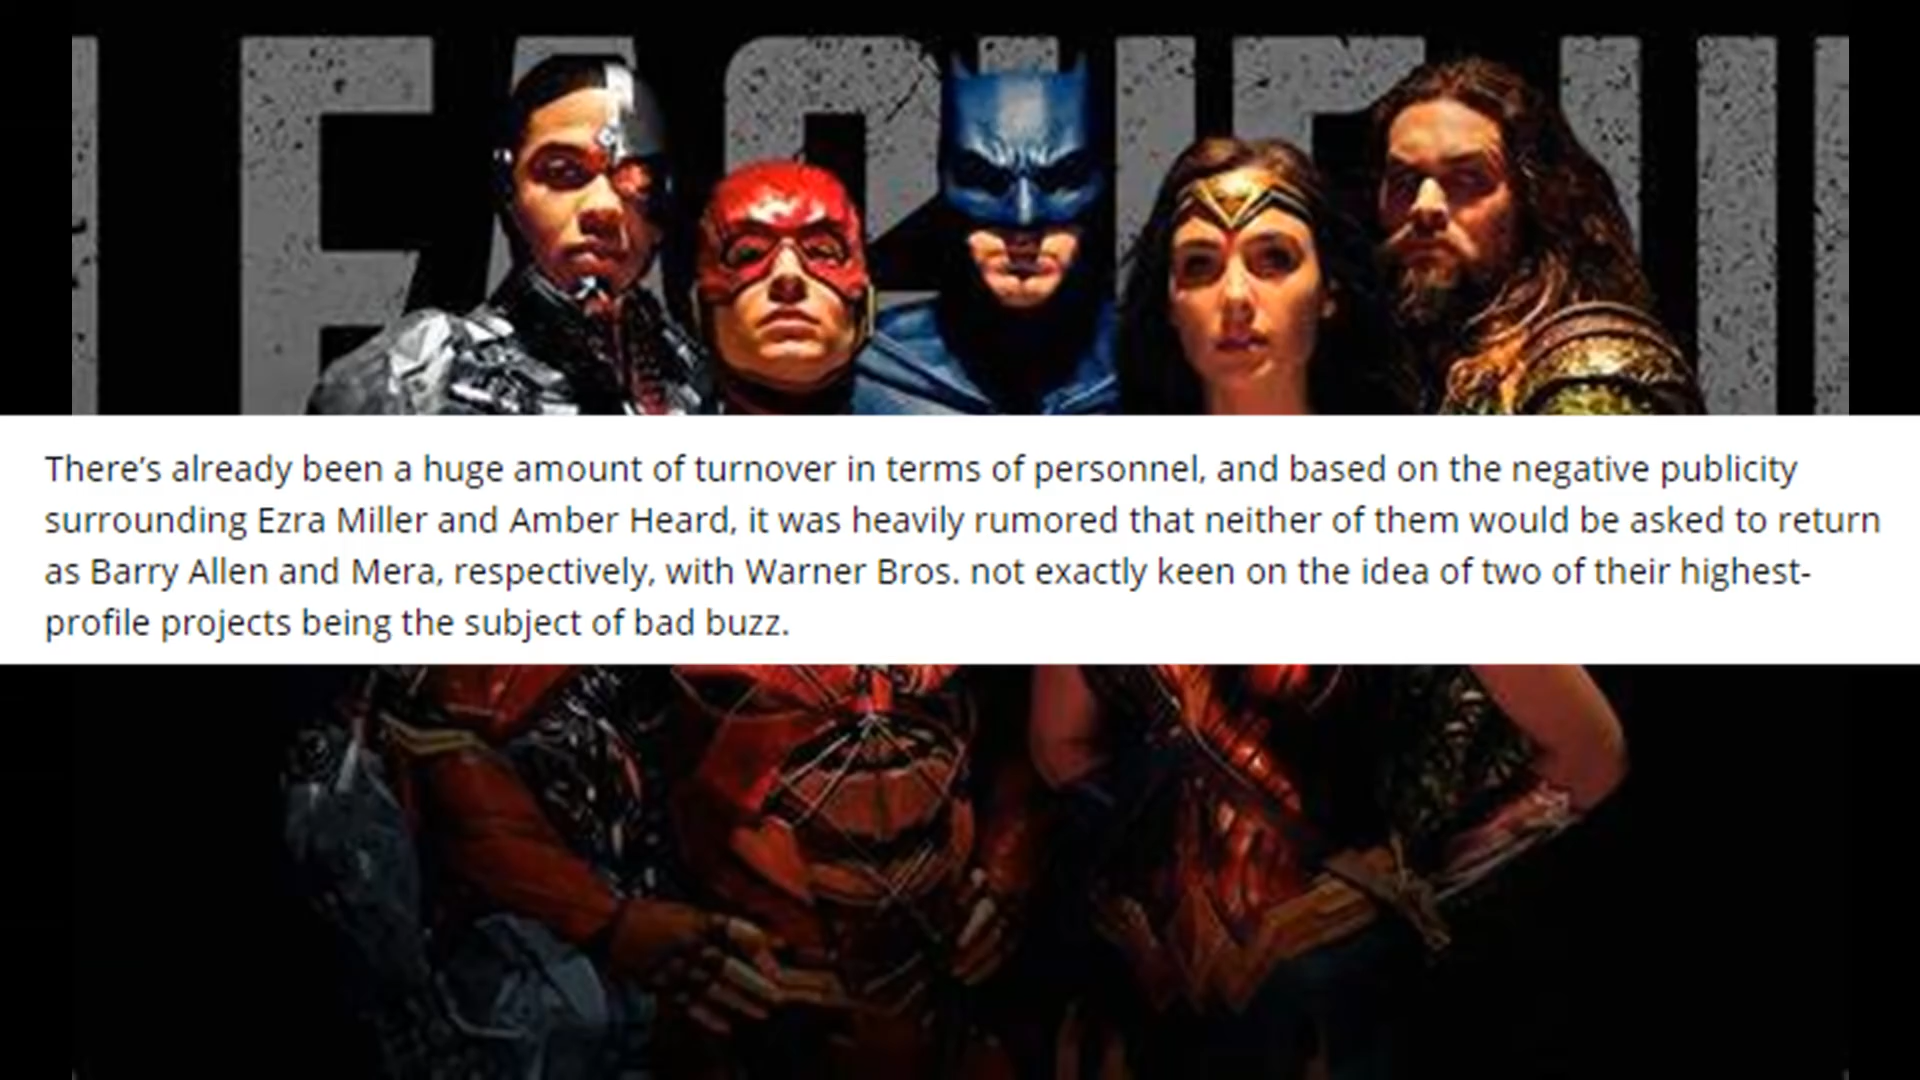 LEAGUE
There’s already been a huge amount of turnover in terms of personnel, and based on the negative publicity
surrounding Ezra Miller and Amber Heard, it was heavily rumored that neither of them would be asked to return
as Barry Allen and Mera, respectively, with Warner Bros. not exactly keen on the idea of two of their highest-
profile projects being the subject of bad buzz.